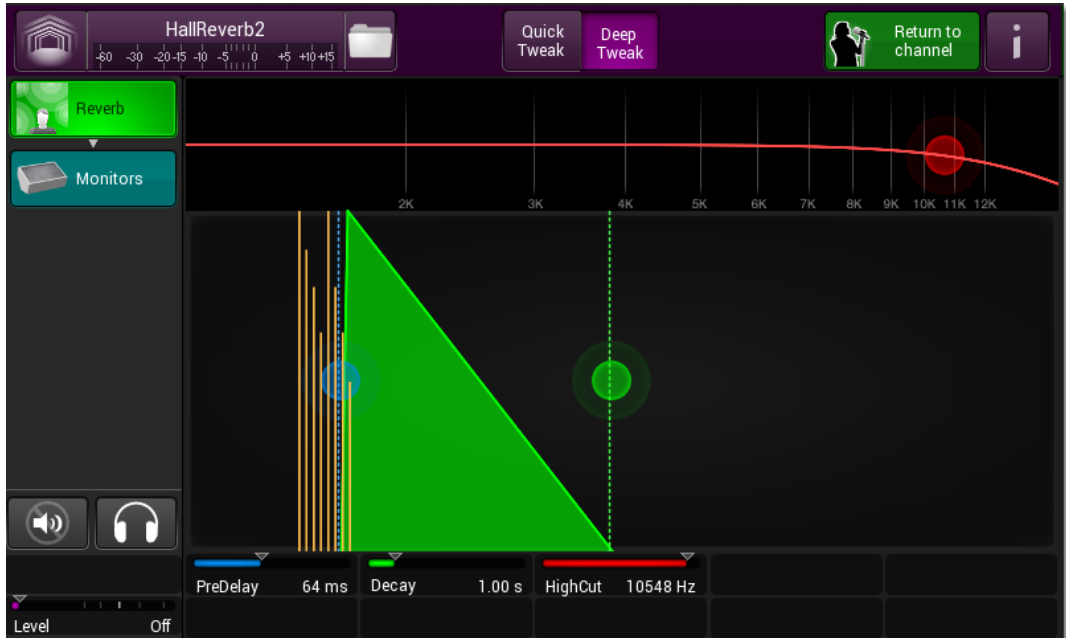 HallReverb2
-60 -30 -20-15 -10 -5 0 +5 +10+15
Quick
Tweak
Deep
Tweak
Return to
channel
i
Reverb
Monitors
2K 3K 4K 5K 6K 7K 8K 9K 10K 11K 12K
PreDelay 64 ms
Decay 1.00 s
HighCut 10548 Hz
Level Off